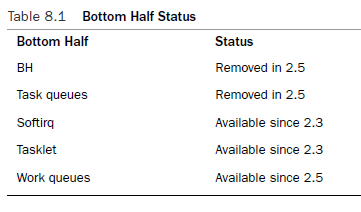 Table 8.1 Bottom Half Status
Bottom Half Status
BH Removed in 2.5
Task queues Removed in 2.5
Softirq Available since 2.3
Tasklet Available since 2.3
Work queues Available since 2.5